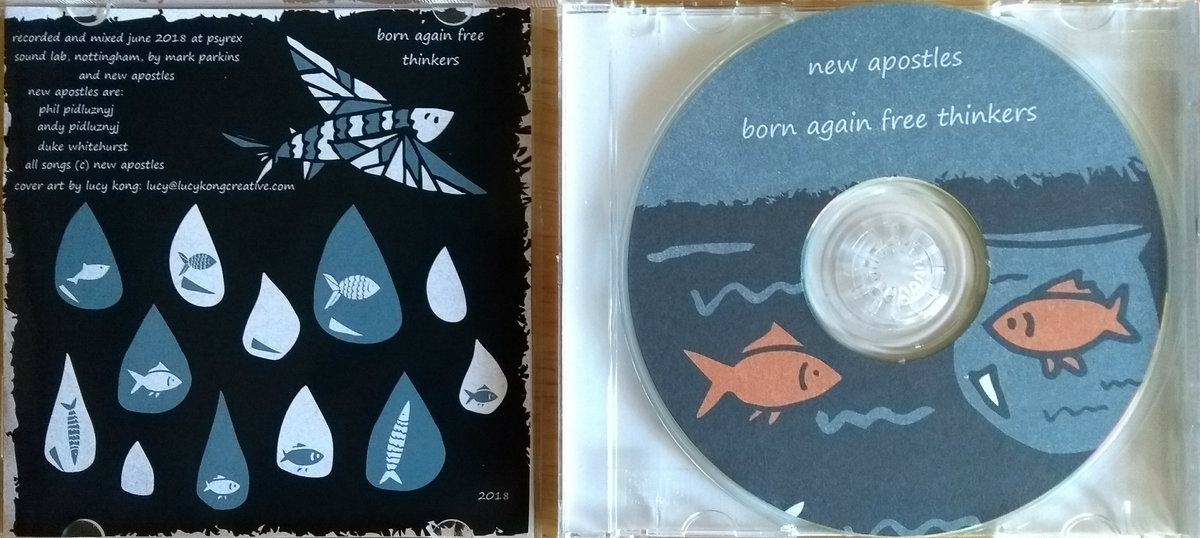 recorded and mixed june 2018 at psyrex
sound lab, nottingham, by mark parkins
and new apostles
new apostles are:
phil pidluznyj
andy pidluznyj
duke whitehurst
all songs (c) new apostles
cover art by lucy kong: lucy@lucykongcreative.com
born again free
thinkers
2018
new apostles
born again free thinkers